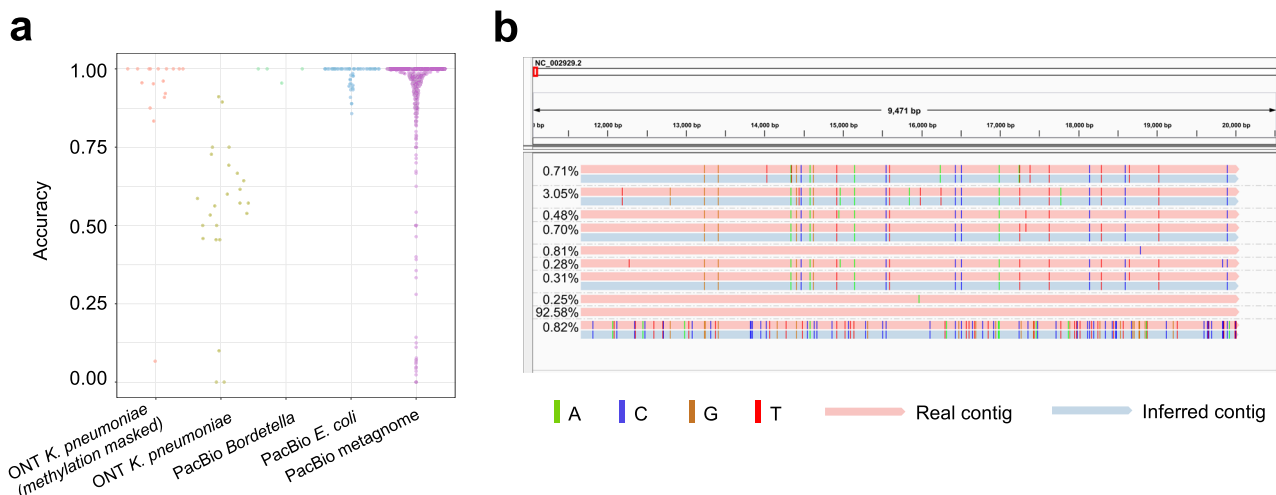 a
b
1.00
0.75
0.50
0.25
0.00
Accuracy
ONT K. pneumoniae
(methylation masked)
ONT K. pneumoniae
PacBio Bordetella
PacBio E. coli
PacBio metagnome
NC_002929.2
9,471 bp
0 bp
12,000 bp
13,000 bp
14,000 bp
15,000 bp
16,000 bp
17,000 bp
18,000 bp
19,000 bp
20,000 bp
0.71%
3.05%
0.48%
0.70%
0.81%
0.28%
0.31%
0.25%
92.58%
0.82%
A
C
G
T
Real contig
Inferred contig